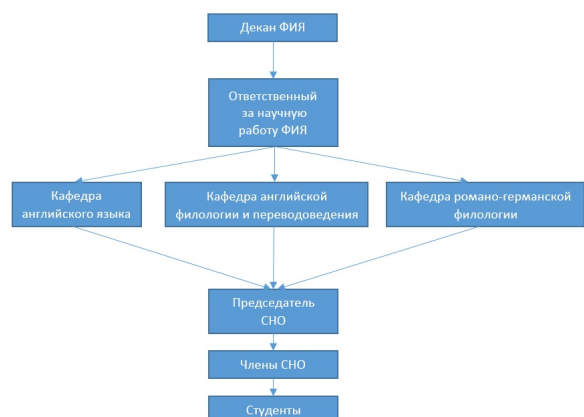 Декан ФИЯ
Ответственный
за научную
работу ФИЯ
Кафедра
английского языка
Кафедра английской
филологии и переводоведения
Кафедра романо-германской
филологии
Председатель
СНО
Члены СНО
Студенты